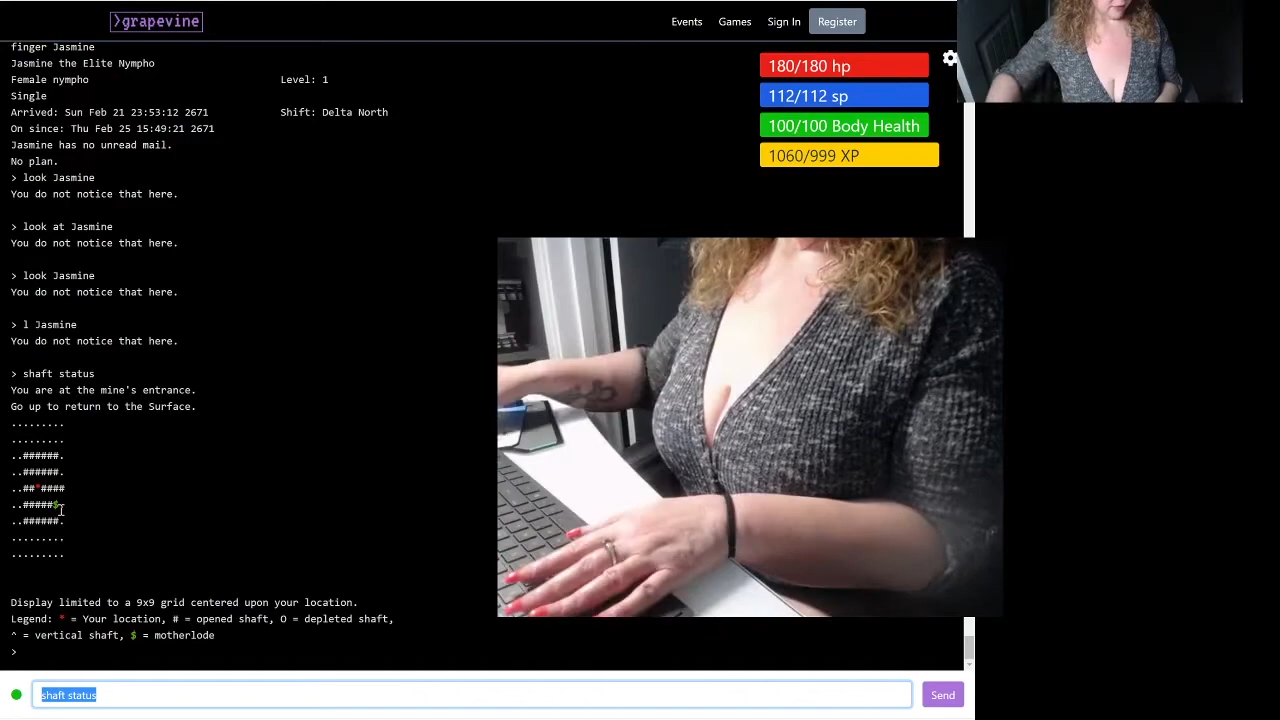 >grapevine
Events
Games
Sign In
Register
finger Jasmine
Jasmine the Elite Nympho
Female nympho Level: 1
Single
Arrived: Sun Feb 21 23:53:12 2671 Shift: Delta North
On since: Thu Feb 25 15:49:21 2671
Jasmine has no unread mail.
No plan.
> look Jasmine
You do not notice that here.
> look at Jasmine
You do not notice that here.
> look Jasmine
You do not notice that here.
> l Jasmine
You do not notice that here.
> shaft status
You are at the mine's entrance.
Go up to return to the Surface.
.........
.........
..######.
..######.
..##*####
..#####$.
..######.
.........
.........
Display limited to a 9x9 grid centered upon your location.
Legend: * = Your location, # = opened shaft, O = depleted shaft,
^ = vertical shaft, $ = motherlode
>
180/180 hp
112/112 sp
100/100 Body Health
1060/999 XP
shaft status
Send